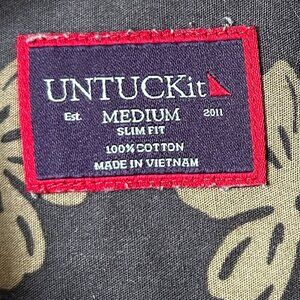 UNTUCKit
Est. MEDIUM 2011
SLIM FIT
100% COTTON
MADE IN VIETNAM